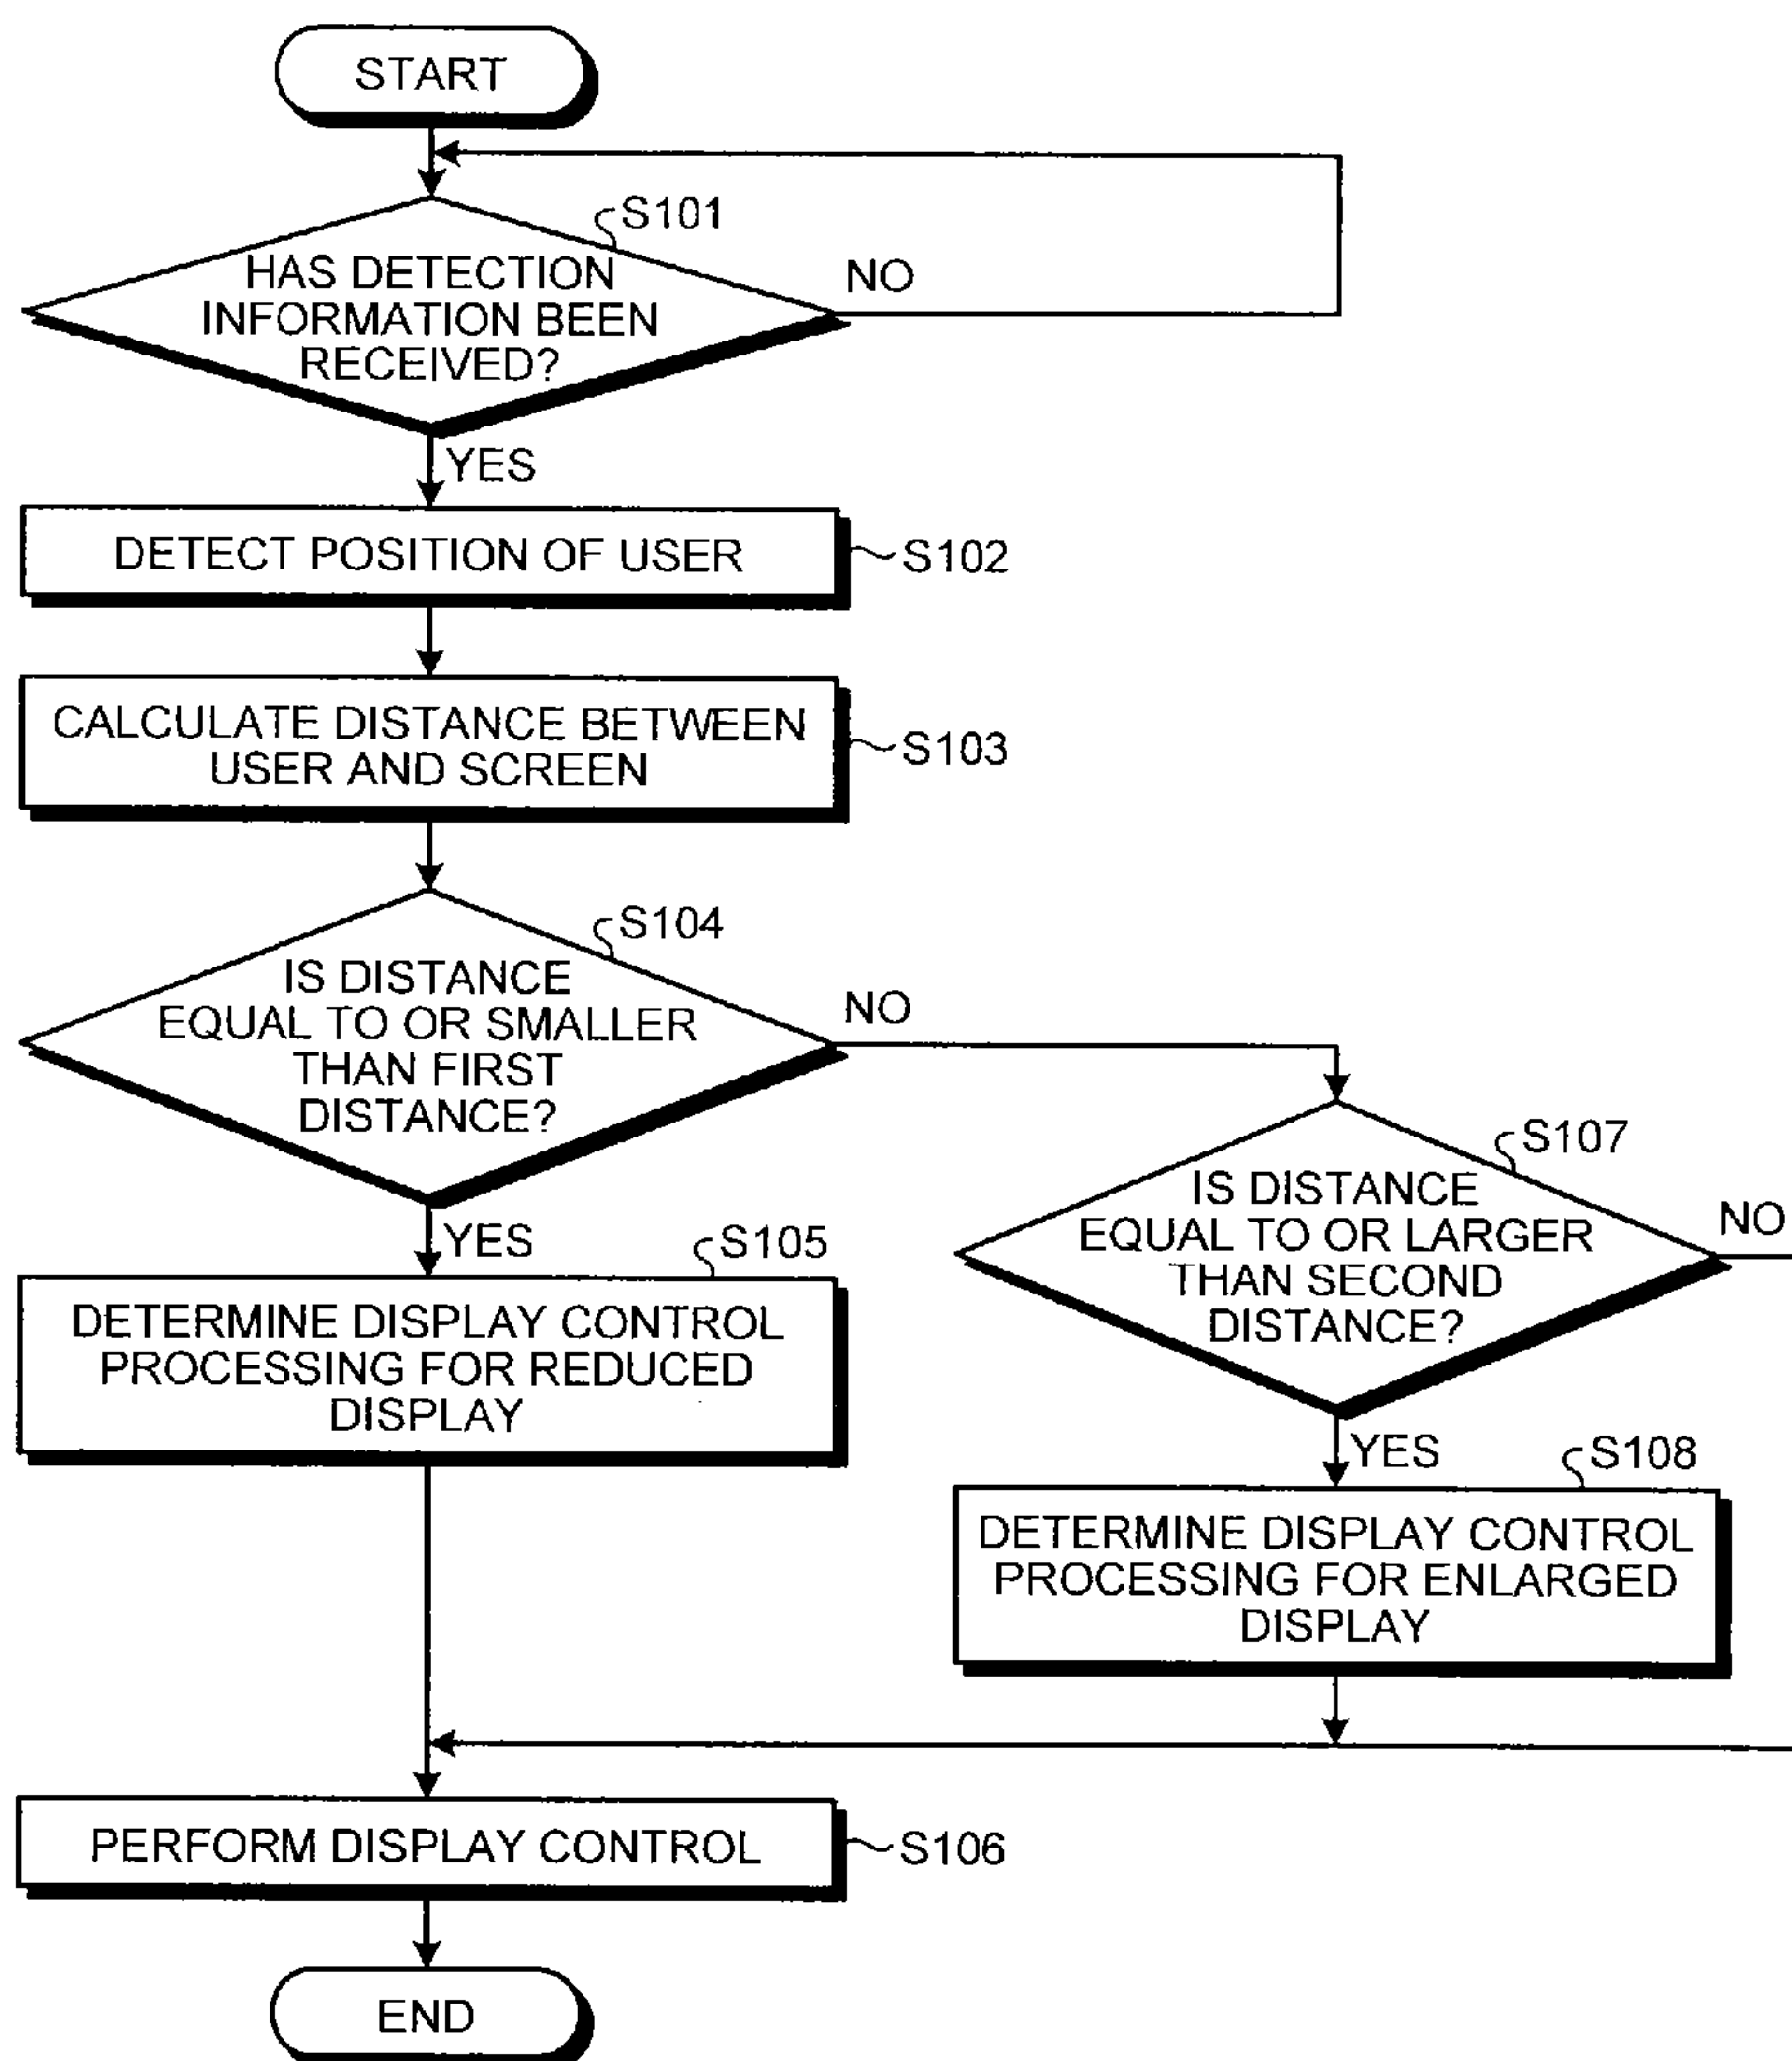 START
S101
HAS DETECTION
INFORMATION BEEN
RECEIVED?
NO
YES
DETECT POSITION OF USER
S102
CALCULATE DISTANCE BETWEEN
USER AND SCREEN
S103
S104
IS DISTANCE
EQUAL TO OR SMALLER
THAN FIRST
DISTANCE?
NO
YES
S105
DETERMINE DISPLAY CONTROL
PROCESSING FOR REDUCED
DISPLAY
S107
IS DISTANCE
EQUAL TO OR LARGER
THAN SECOND
DISTANCE?
NO
YES
S108
DETERMINE DISPLAY CONTROL
PROCESSING FOR ENLARGED
DISPLAY
PERFORM DISPLAY CONTROL
S106
END